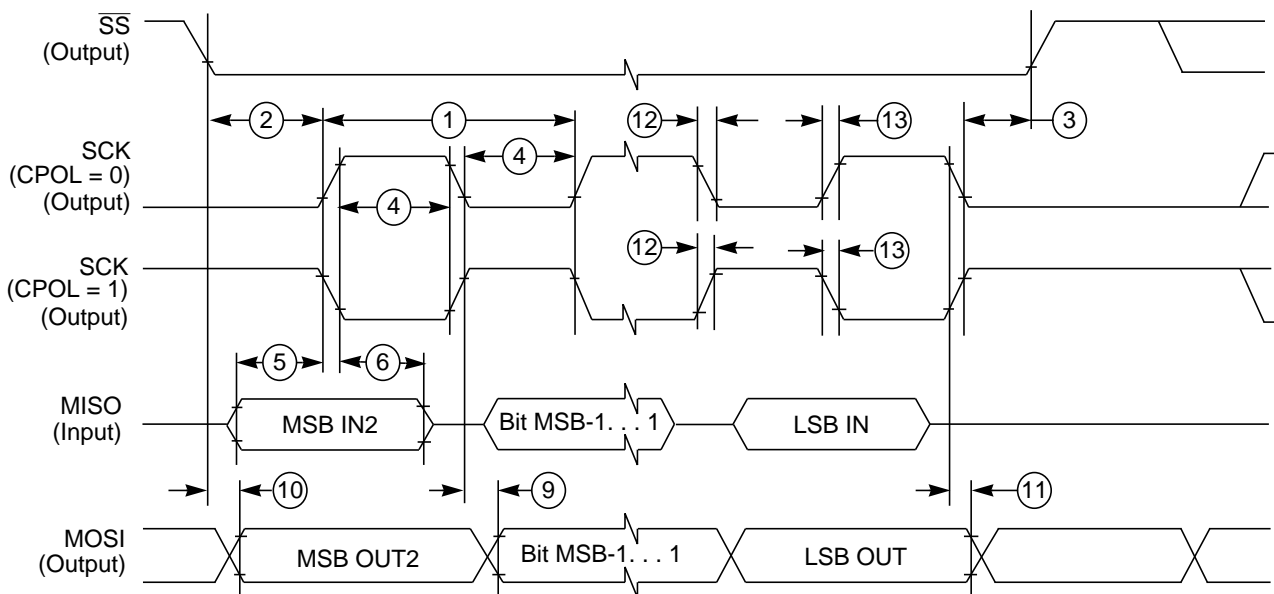 SS
(Output)
2
1
12
13
3
SCK
(CPOL = 0)
(Output)
4
4
12
13
SCK
(CPOL = 1)
(Output)
5
6
MISO
(Input)
MSB IN2
Bit MSB-1. . . 1
LSB IN
10
9
11
MOSI
(Output)
MSB OUT2
Bit MSB-1. . . 1
LSB OUT